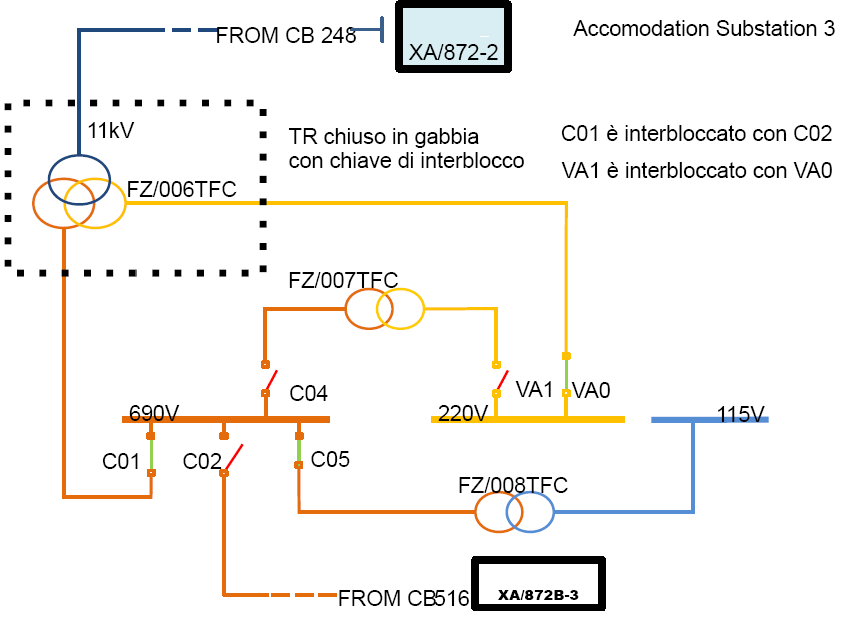 FROM CB 248
XA/872-2
Accomodation Substation 3
11kV
TR chiuso in gabbia
con chiave di interblocco
C01 è interbloccato con C02
VA1 è interbloccato con VA0
FZ/006TFC
FZ/007TFC
C04
VA1
VA0
690V
220V
115V
C01
C02
C05
FZ/008TFC
FROM CB516
XA/872B-3